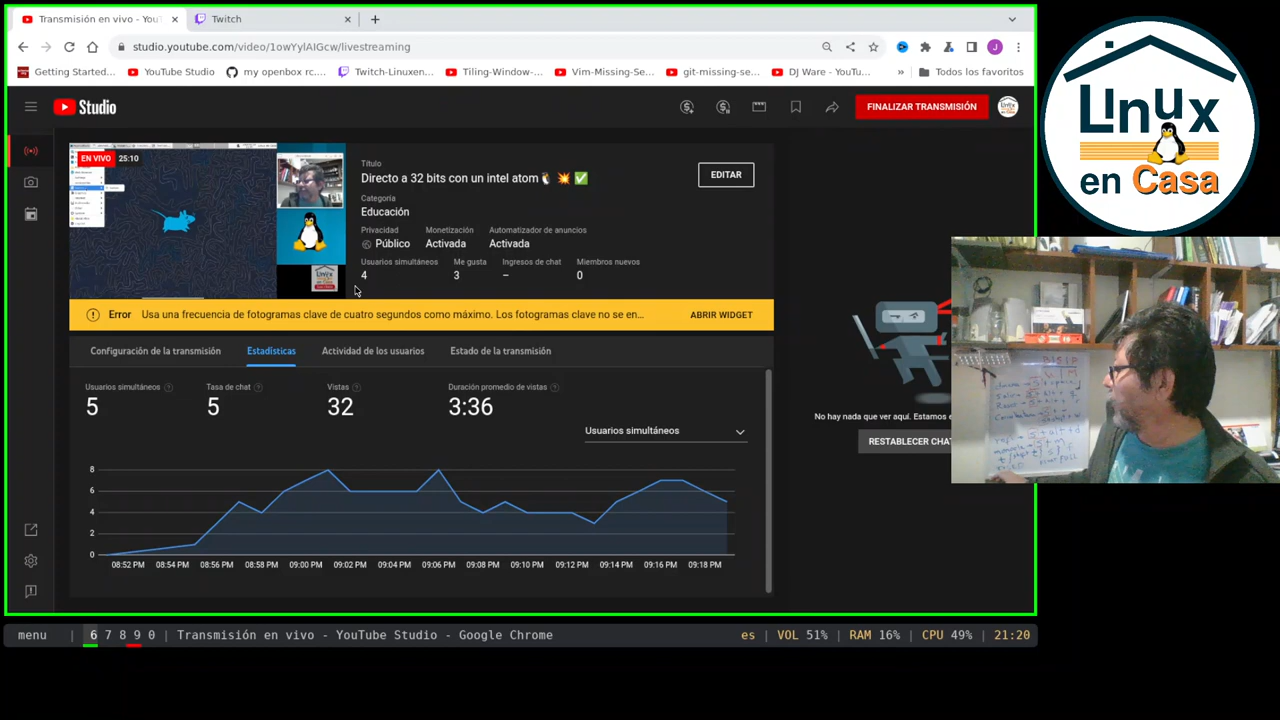 Transmisión en vivo - You
Twitch
studio.youtube.com/video/1owYylAIGcw/livestreaming
J
Getting Started...
YouTube Studio
my openbox rc....
Twitch-Linuxen...
Tiling-Window-...
Vim-Missing-Se...
git-missing-se...
DJ Ware - YouTu...
»
Todos los favoritos
Studio
FINALIZAR TRANSMISIÓN
EN VIVO
25:10
Título
Directo a 32 bits con un intel atom🐧 💥 ✅
EDITAR
Categoría
Educación
Privacidad
Monetización
Automatizador de anuncios
Público
Activada
Activada
Usuarios simultáneos
Me gusta
Ingresos de chat
Miembros nuevos
4
3
–
0
Error
Usa una frecuencia de fotogramas clave de cuatro segundos como máximo. Los fotogramas clave no se en...
ABRIR WIDGET
Configuración de la transmisión
Estadísticas
Actividad de los usuarios
Estado de la transmisión
Usuarios simultáneos
Tasa de chat
Vistas
Duración promedio de vistas
5
5
32
3:36
Usuarios simultáneos
8
6
4
2
0
08:52 PM
08:54 PM
08:56 PM
08:58 PM
09:00 PM
09:02 PM
09:04 PM
09:06 PM
09:08 PM
09:10 PM
09:12 PM
09:14 PM
09:16 PM
09:18 PM
No hay nada que ver aquí. Estamos e
RESTABLECER CHA
LInUx
en Casa
menu | 6 7 8 9 0 | Transmisión en vivo - YouTube Studio - Google Chrome
es | VOL 51% | RAM 16% | CPU 49% | 21:20